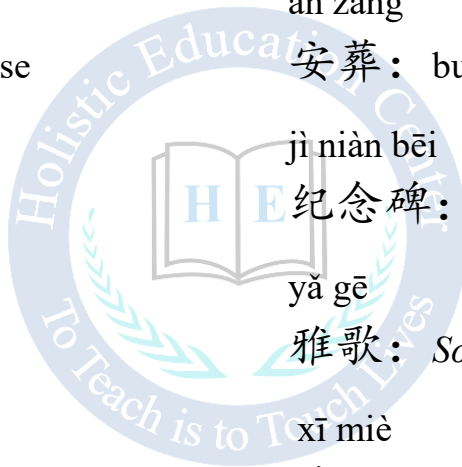 ān zàng
se
安葬： bu
jì niàn bēi
纪念碑：
yǎ gē
雅歌： So
xī miè
Holistic Education Center
H E
To Teach is to Touch Lives